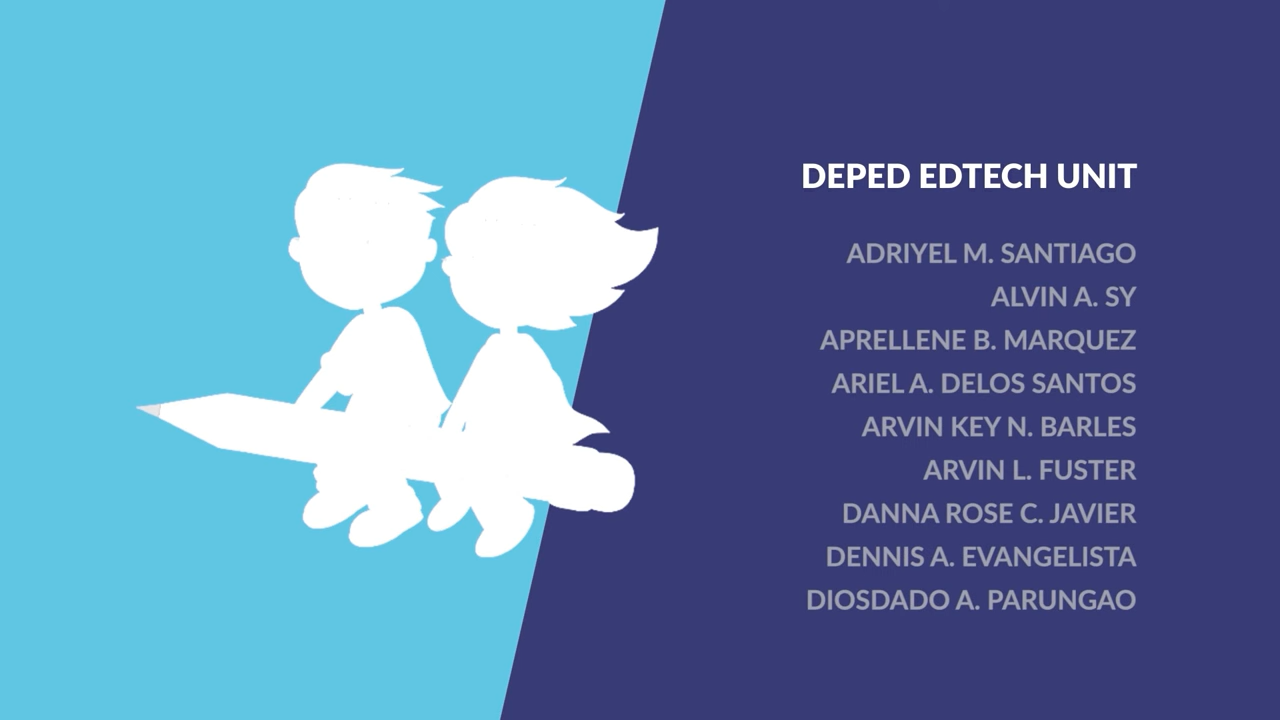 DEPED EDTECH UNIT
ADRIYEL M. SANTIAGO
ALVIN A. SY
APRELLENE B. MARQUEZ
ARIEL A. DELOS SANTOS
ARVIN KEY N. BARLES
ARVIN L. FUSTER
DANNA ROSE C. JAVIER
DENNIS A. EVANGELISTA
DIOSDADO A. PARUNGAO